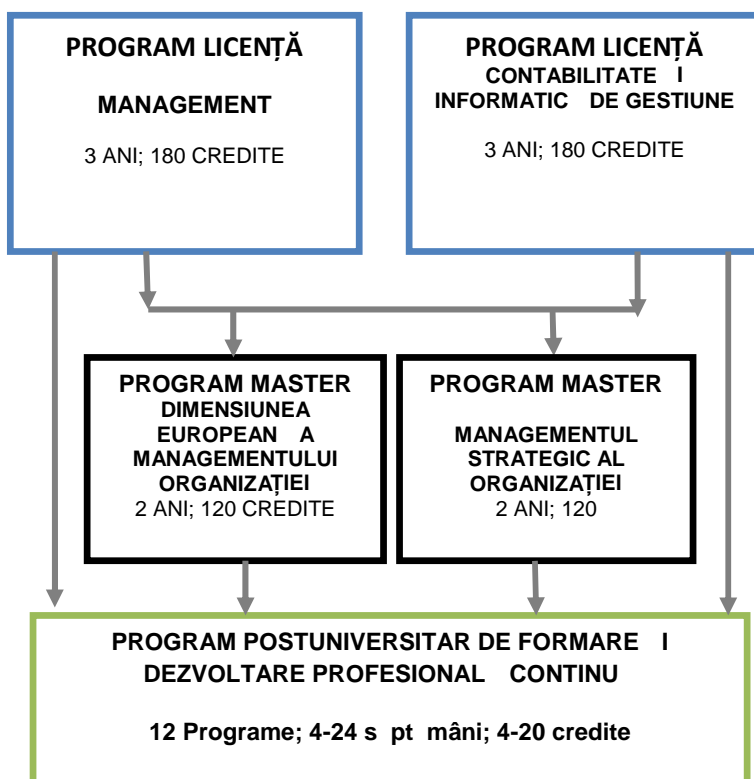 PROGRAM LICENȚĂ
MANAGEMENT
3 ANI; 180 CREDITE
PROGRAM LICENȚĂ
CONTABILITATE I
INFORMATIC DE GESTIUNE
3 ANI; 180 CREDITE
PROGRAM MASTER
DIMENSIUNEA
EUROPEAN A
MANAGEMENTULUI
ORGANIZAȚIEI
2 ANI; 120 CREDITE
PROGRAM MASTER
MANAGEMENTUL
STRATEGIC AL
ORGANIZAȚIEI
2 ANI; 120
PROGRAM POSTUNIVERSITAR DE FORMARE I
DEZVOLTARE PROFESIONAL CONTINU
12 Programe; 4-24 s pt mâni; 4-20 credite